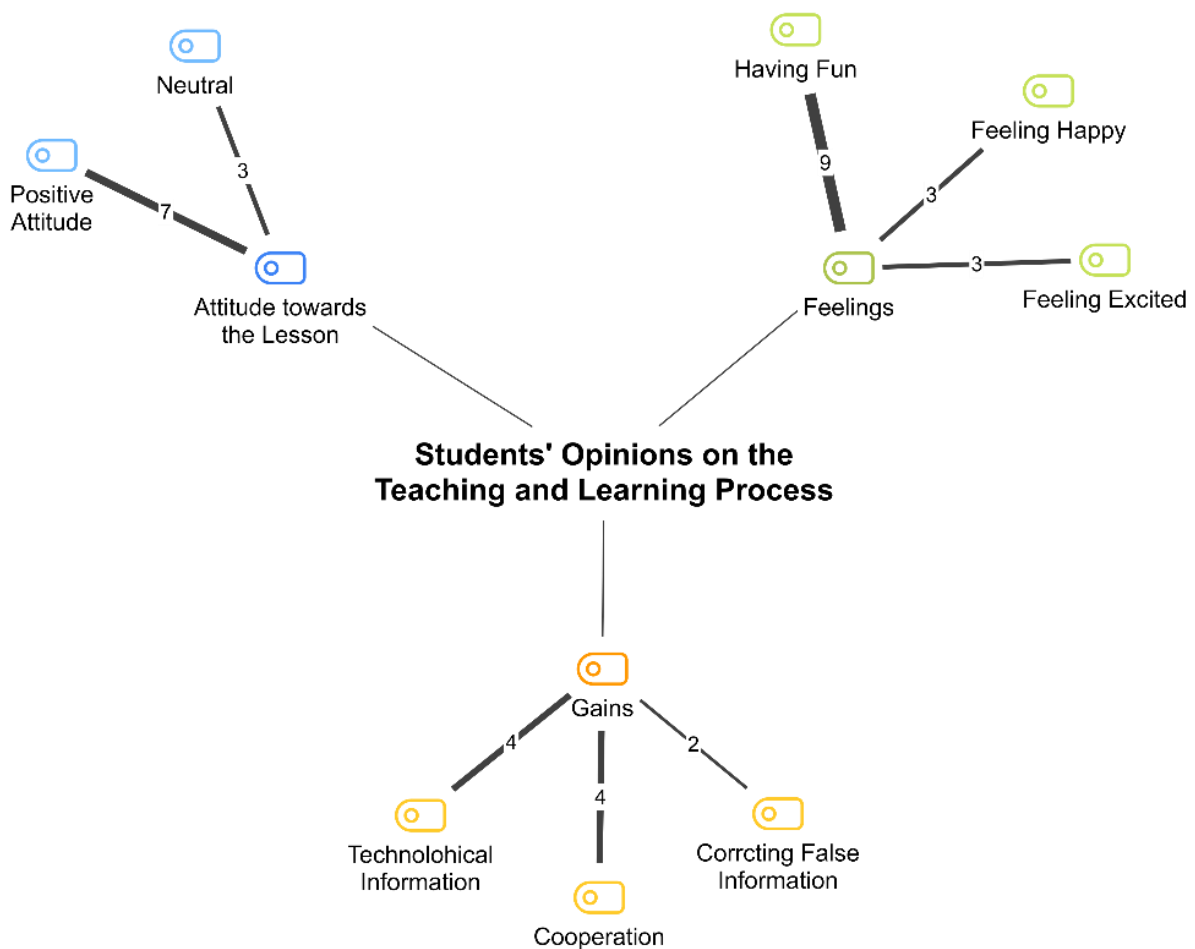 Neutral
3
Positive
Attitude
7
Attitude towards
the Lesson
Having Fun
9
Feeling Happy
3
3
Feeling Excited
Feelings
Students' Opinions on the
Teaching and Learning Process
Gains
4
4
2
Technolohical
Information
Cooperation
Corrcting False
Information